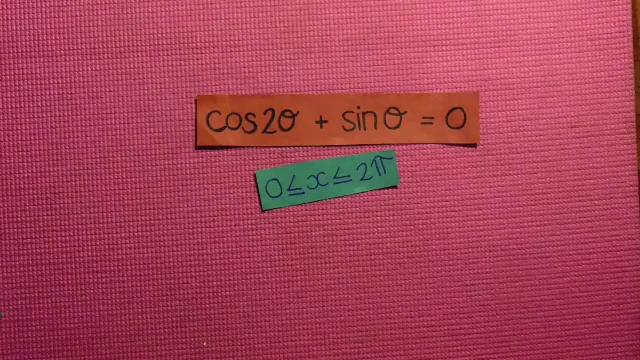 cos2θ + sinθ = 0
0≤x≤2π